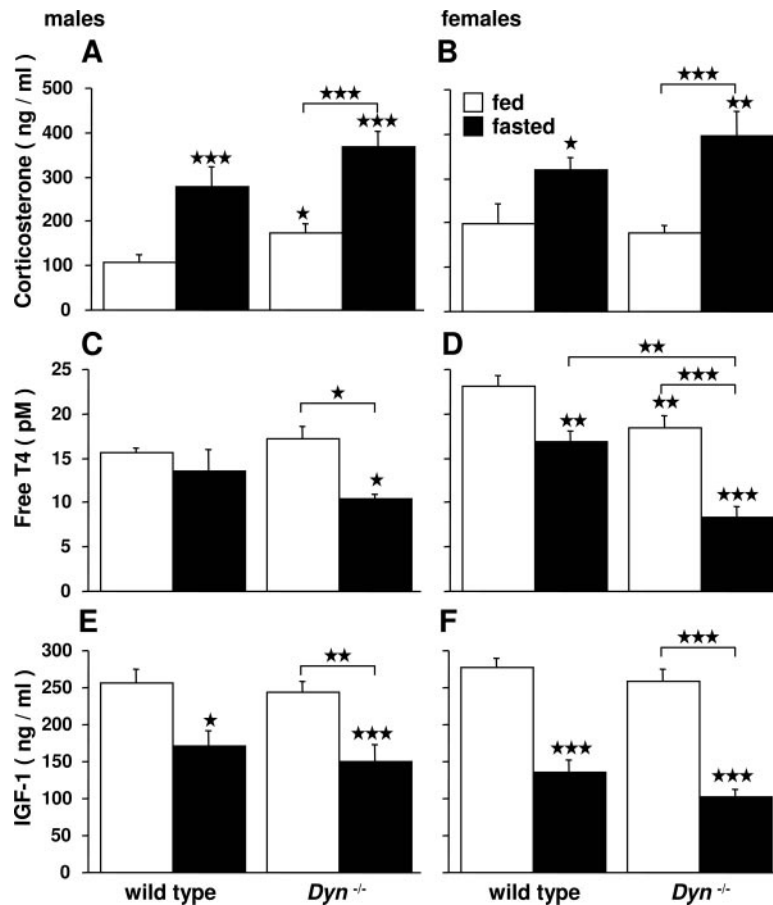 males
females
A
B
Corticosterone ( ng / ml )
500
400
300
200
100
0
★★★
★
★★★
★★★
fed
fasted
★
★★★
★★
C
D
Free T4 ( pM )
25
20
15
10
5
0
★
★
★★
★★
★★★
★★
★★★
E
F
IGF-1 ( ng / ml )
300
250
200
150
100
50
0
★
★★
★★★
★★★
★★★
★★★
wild type
Dyn -/-
wild type
Dyn -/-